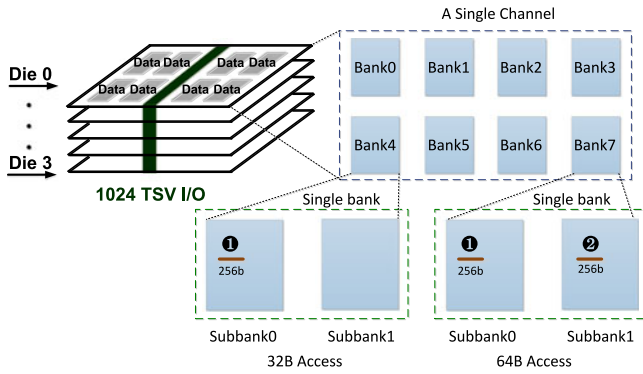 A Single Channel
Die 0
Data Data Data Data
Data Data Data Data
Die 3
1024 TSV I/O
Bank0 Bank1 Bank2 Bank3
Bank4 Bank5 Bank6 Bank7
Single bank Single bank
❶ ❶ ❷
256b 256b 256b
Subbank0 Subbank1 Subbank0 Subbank1
32B Access 64B Access